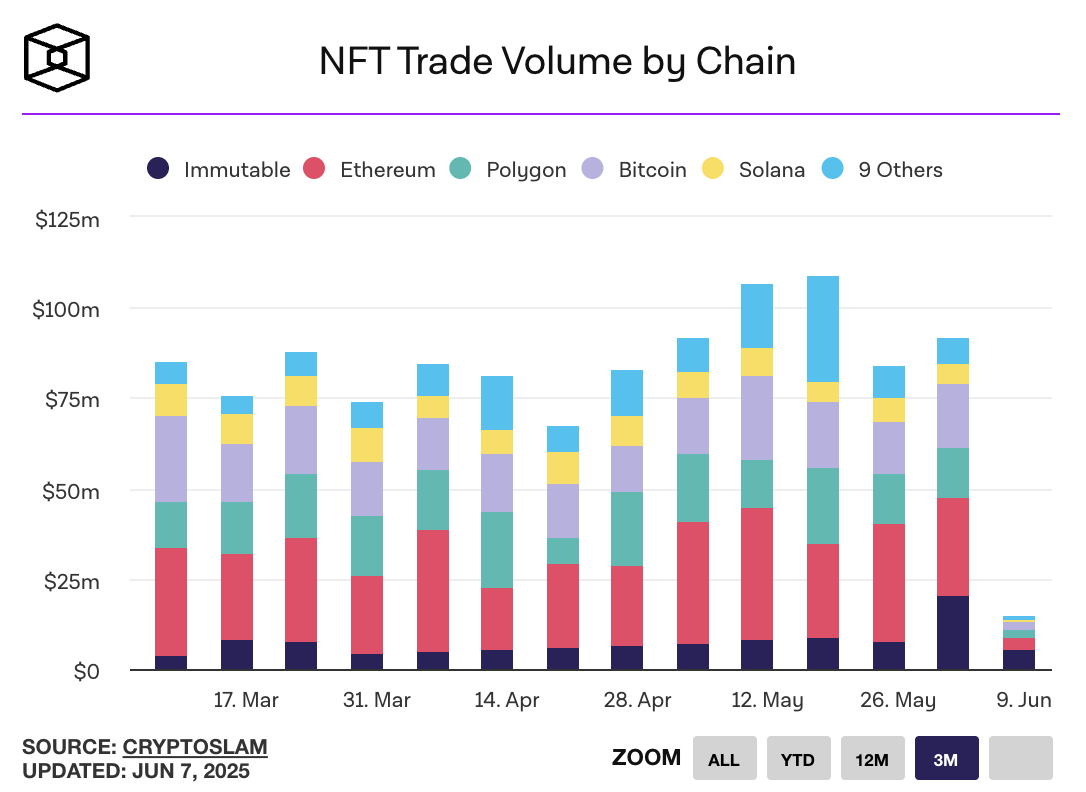 NFT Trade Volume by Chain
Immutable Ethereum Polygon Bitcoin Solana 9 Others
$125m
$100m
$75m
$50m
$25m
$0
17. Mar 31. Mar 14. Apr 28. Apr 12. May 26. May 9. Jun
SOURCE: CRYPTOSLAM
UPDATED: JUN 7, 2025
ZOOM ALL YTD 12M 3M